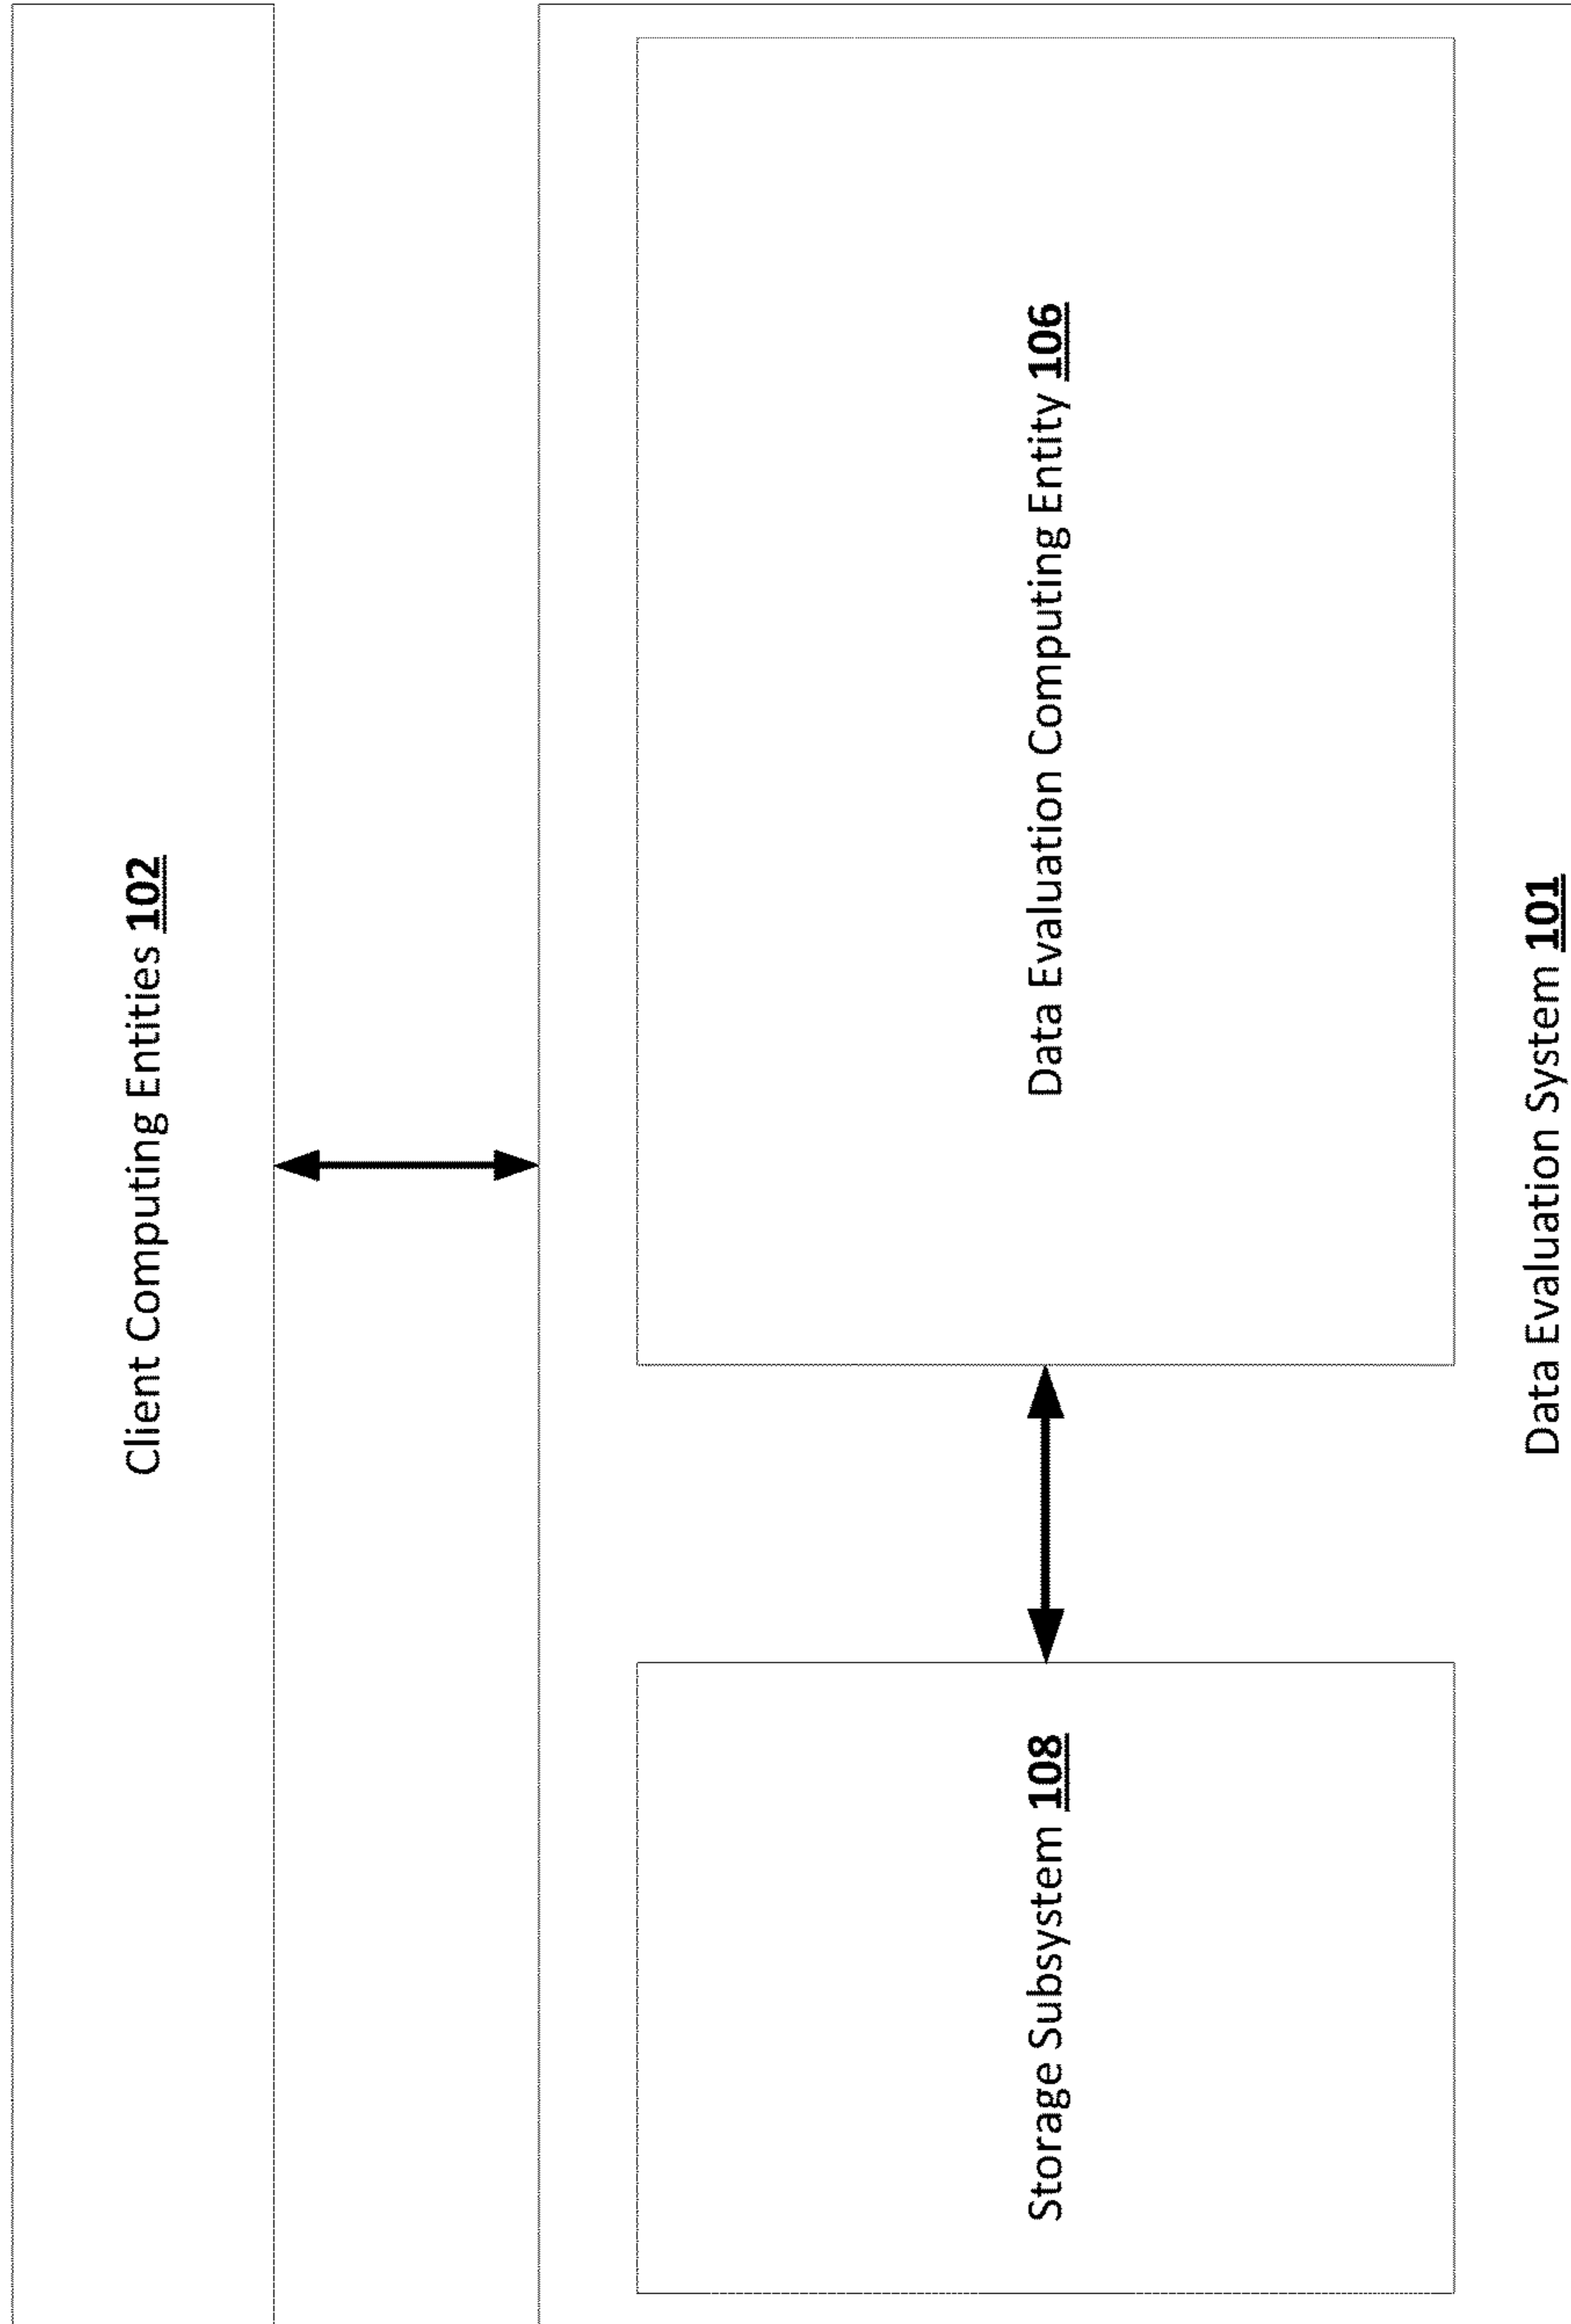 Client Computing Entities 102
Storage Subsystem 108
Data Evaluation Computing Entity 106
Data Evaluation System 101